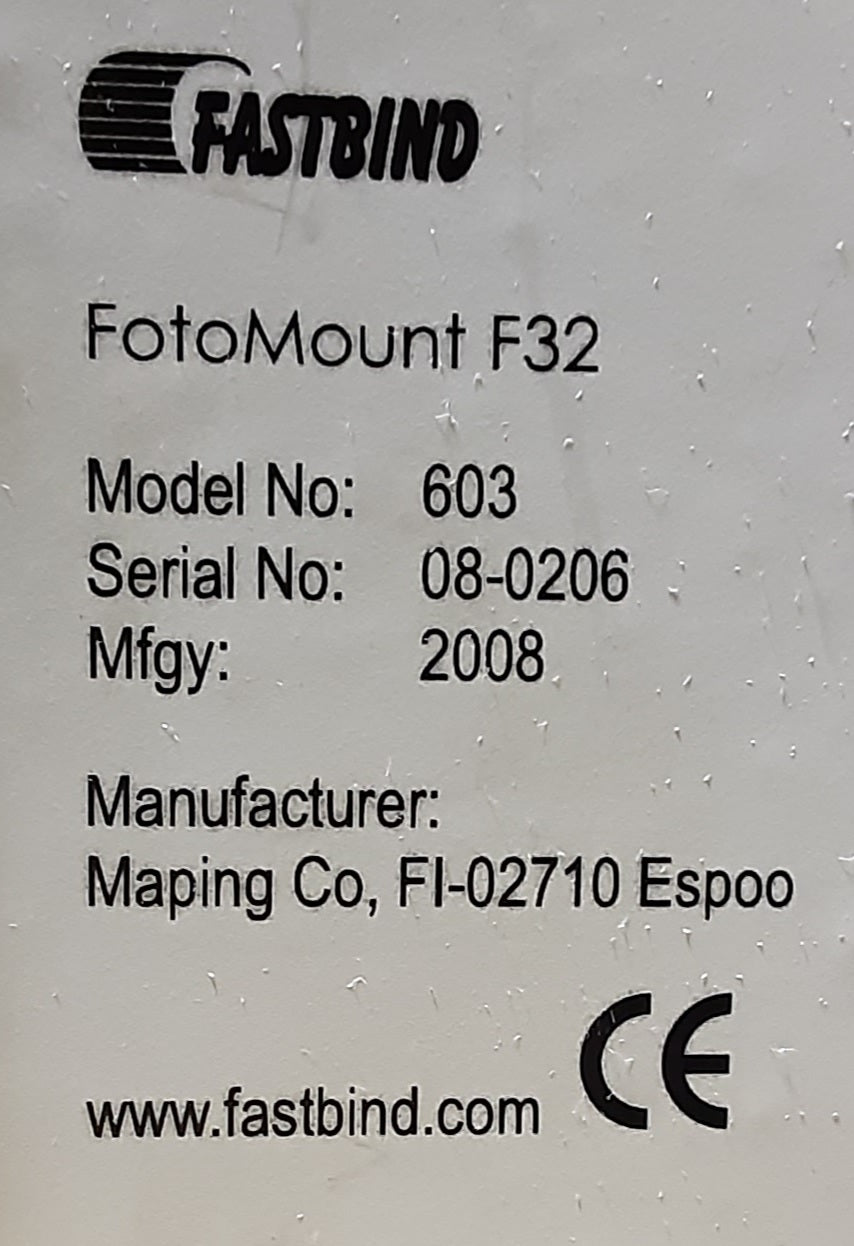 FASTBIND
FotoMount F32
Model No: 603
Serial No: 08-0206
Mfgy: 2008
Manufacturer:
Maping Co, FI-02710 Espoo
www.fastbind.com CE